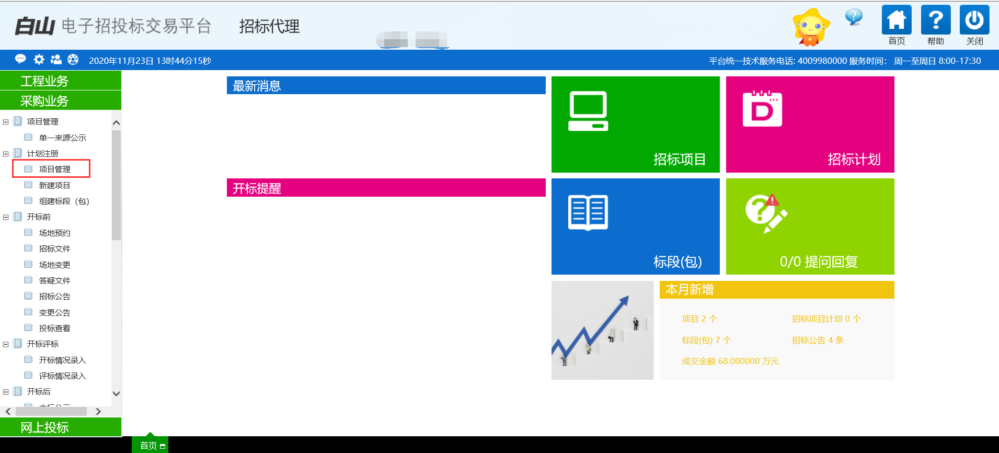 白山 电子招投标交易平台 招标代理
首页 帮助 关闭
2020年11月23日 13时44分15秒 平台统一技术服务电话: 4009980000 服务时间: 周一至周日 8:00-17:30
工程业务
采购业务
项目管理
单一来源公示
计划注册
项目管理
新建项目
组建标段（包）
开标前
场地预约
招标文件
场地变更
答疑文件
招标公告
变更公告
投标查看
开标评标
开标情况录入
评标情况录入
开标后
网上投标
最新消息
开标提醒
招标项目
D
招标计划
标段(包)
0/0 提问回复
本月新增
项目 2 个 招标项目计划 0 个
标段(包) 7 个 招标公告 4 条
成交金额 68.000000 万元
首页